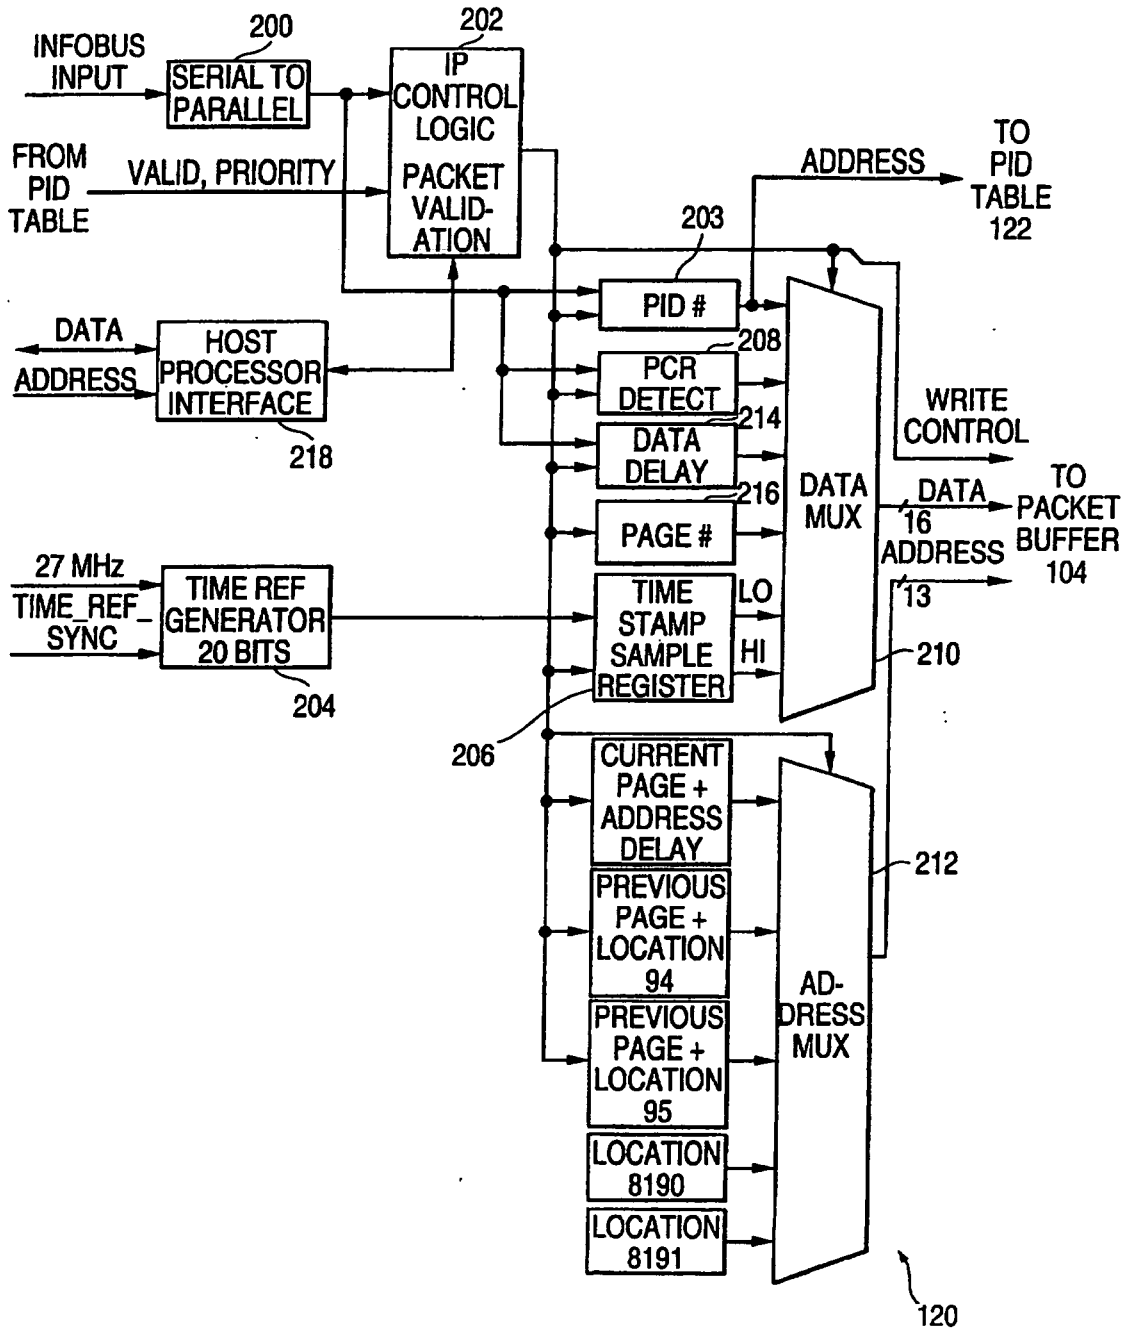 200
202
INFOBUS
INPUT
SERIAL TO
PARALLEL
IP
CONTROL
LOGIC
PACKET
VALID-
ATION
FROM
PID
TABLE
VALID, PRIORITY
ADDRESS
TO
PID
TABLE
122
203
PID #
DATA
ADDRESS
HOST
PROCESSOR
INTERFACE
218
208
PCR
DETECT
214
DATA
DELAY
216
PAGE #
DATA
MUX
WRITE
CONTROL
DATA
16
ADDRESS
13
TO
PACKET
BUFFER
104
27 MHz
TIME_REF_
SYNC
TIME REF
GENERATOR
20 BITS
204
TIME
STAMP
SAMPLE
REGISTER
LO
HI
210
206
CURRENT
PAGE +
ADDRESS
DELAY
212
PREVIOUS
PAGE +
LOCATION
94
PREVIOUS
PAGE +
LOCATION
95
AD-
DRESS
MUX
LOCATION
8190
LOCATION
8191
120